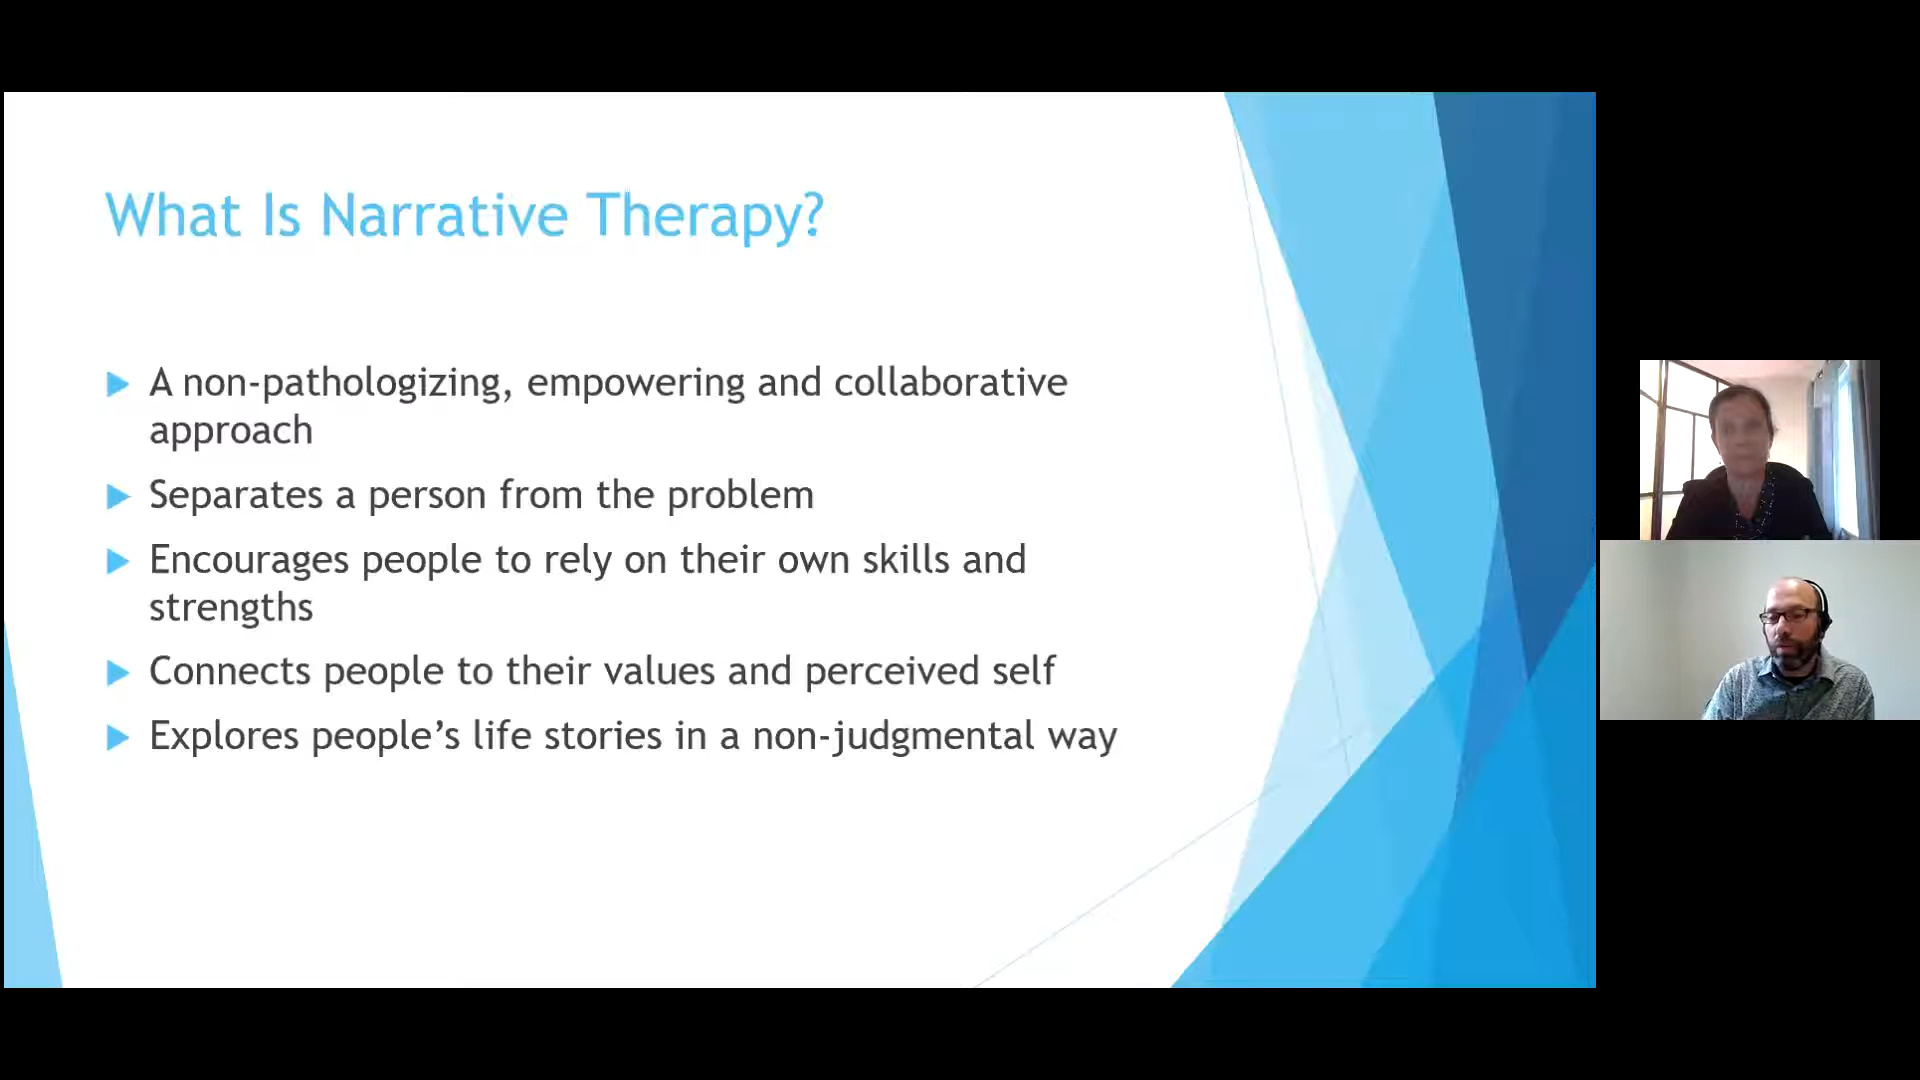 What Is Narrative Therapy?
A non-pathologizing, empowering and collaborative
approach
Separates a person from the problem
Encourages people to rely on their own skills and
strengths
Connects people to their values and perceived self
Explores people’s life stories in a non-judgmental way